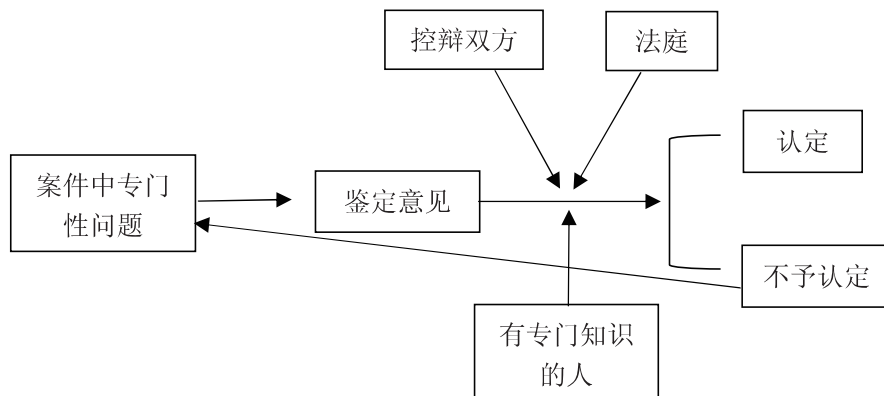 控辩双方
法庭
认定
案件中专门
性问题
鉴定意见
不予认定
有专门知识
的人